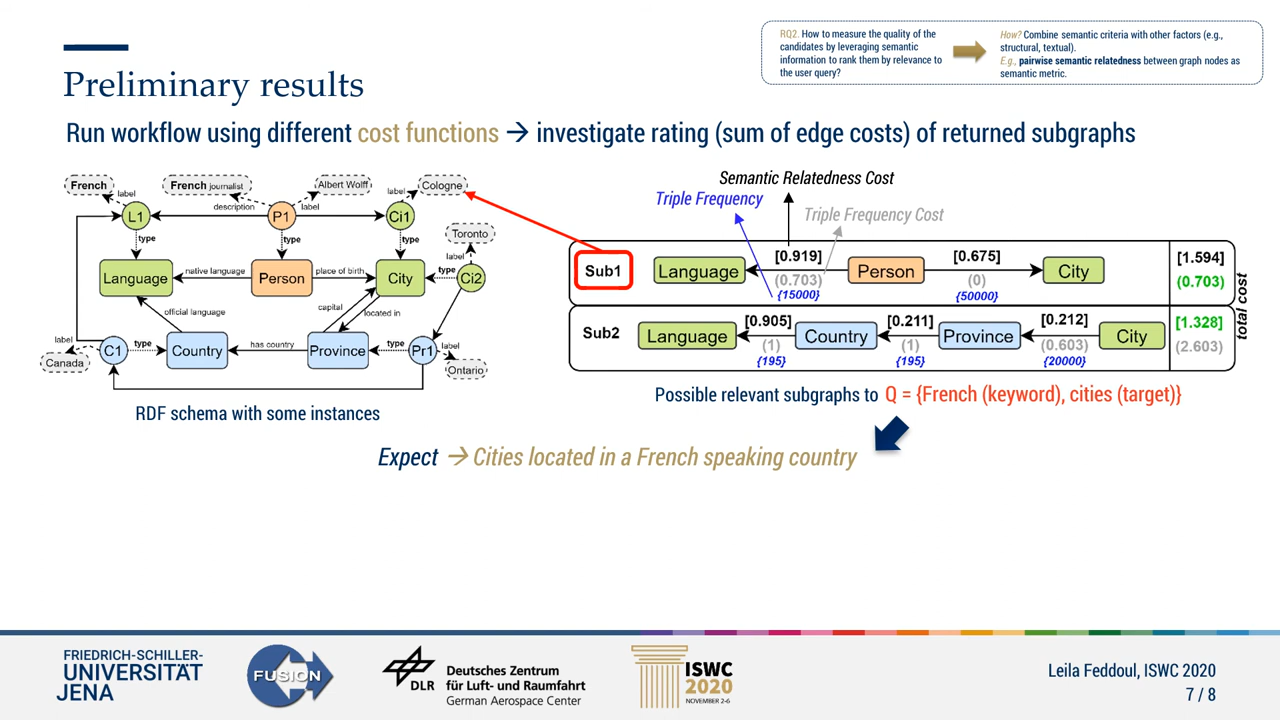 RQ2. How to measure the quality of the
candidates by leveraging semantic
information to rank them by relevance to
the user query?
How? Combine semantic criteria with other factors (e.g.,
structural, textual).
E.g., pairwise semantic relatedness between graph nodes as
semantic metric.
Preliminary results
Run workflow using different cost functions → investigate rating (sum of edge costs) of returned subgraphs
French
label
French journalist
description
Albert Wolff
label
label
Cologne
L1
P1
Ci1
Toronto
label
type
type
type
type
Ci2
Language
native language
Person
place of birth
City
official language
capital
located in
label
Canada
C1
type
Country
has country
Province
type
Pr1
label
Ontario
RDF schema with some instances
Semantic Relatedness Cost
Triple Frequency
Triple Frequency Cost
Sub1
Language
[0.919]
(0.703)
{15000}
Person
[0.675]
(0)
{50000}
City
[1.594]
(0.703)
Sub2
Language
[0.905]
(1)
{195}
Country
[0.211]
(1)
{195}
Province
[0.212]
(0.603)
{20000}
City
[1.328]
(2.603)
total cost
Possible relevant subgraphs to Q = {French (keyword), cities (target)}
Expect → Cities located in a French speaking country
FRIEDRICH-SCHILLER-
UNIVERSITÄT
JENA
FUSION
DLR
Deutsches Zentrum
für Luft- und Raumfahrt
German Aerospace Center
ISWC
2020
NOVEMBER 2-6
Leila Feddoul, ISWC 2020
7 / 8